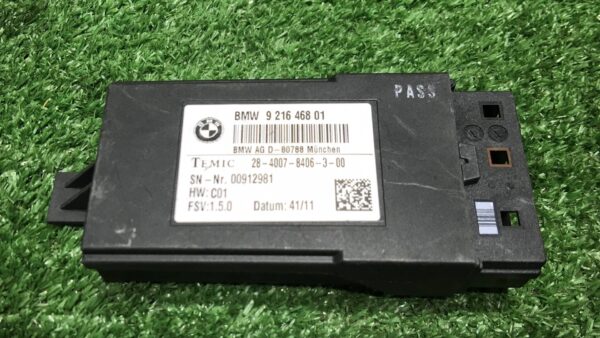 PASS
BMW 9 216 468 01
BMW AG D-80788 München
TEMIC 28-4007-8406-3-00
SN-Nr. 00912981
HW: C01
FSV:1.5.0 Datum: 41/11